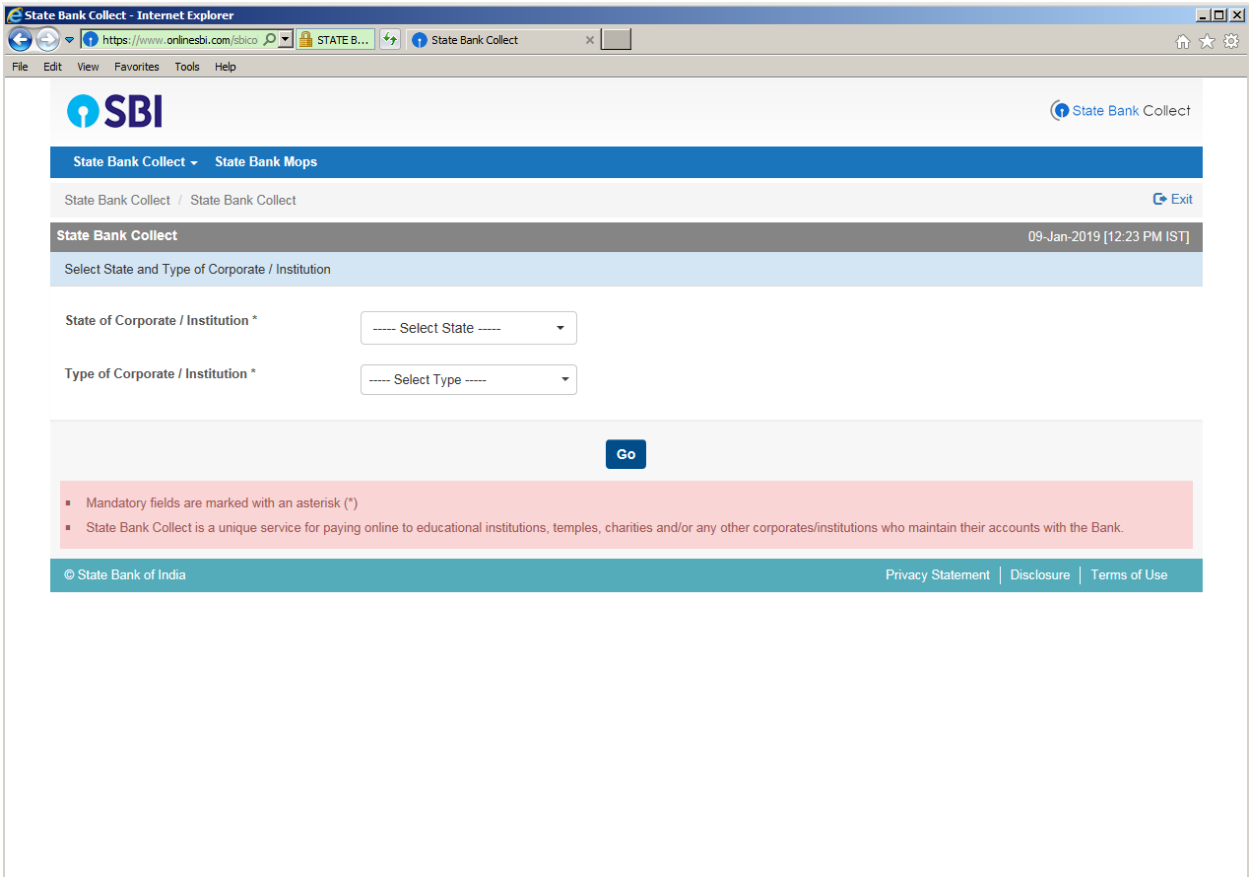 State Bank Collect - Internet Explorer
https://www.onlinesbi.com/sbico STATE B... State Bank Collect
File Edit View Favorites Tools Help
SBI
State Bank Collect
State Bank Collect State Bank Mops
State Bank Collect / State Bank Collect
Exit
State Bank Collect
09-Jan-2019 [12:23 PM IST]
Select State and Type of Corporate / Institution
State of Corporate / Institution *
----- Select State -----
Type of Corporate / Institution *
----- Select Type -----
Go
Mandatory fields are marked with an asterisk (*)
State Bank Collect is a unique service for paying online to educational institutions, temples, charities and/or any other corporates/institutions who maintain their accounts with the Bank.
© State Bank of India
Privacy Statement | Disclosure | Terms of Use